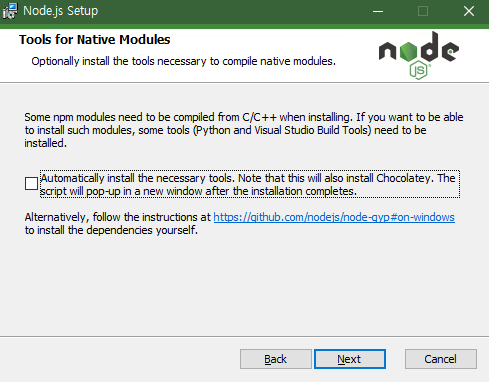 Node.js Setup
Tools for Native Modules
Optionally install the tools necessary to compile native modules.
node
JS
Some npm modules need to be compiled from C/C++ when installing. If you want to be able
to install such modules, some tools (Python and Visual Studio Build Tools) need to be
installed.
Automatically install the necessary tools. Note that this will also install Chocolatey. The
script will pop-up in a new window after the installation completes.
Alternatively, follow the instructions at https://github.com/nodejs/node-gyp#on-windows
to install the dependencies yourself.
Back
Next
Cancel